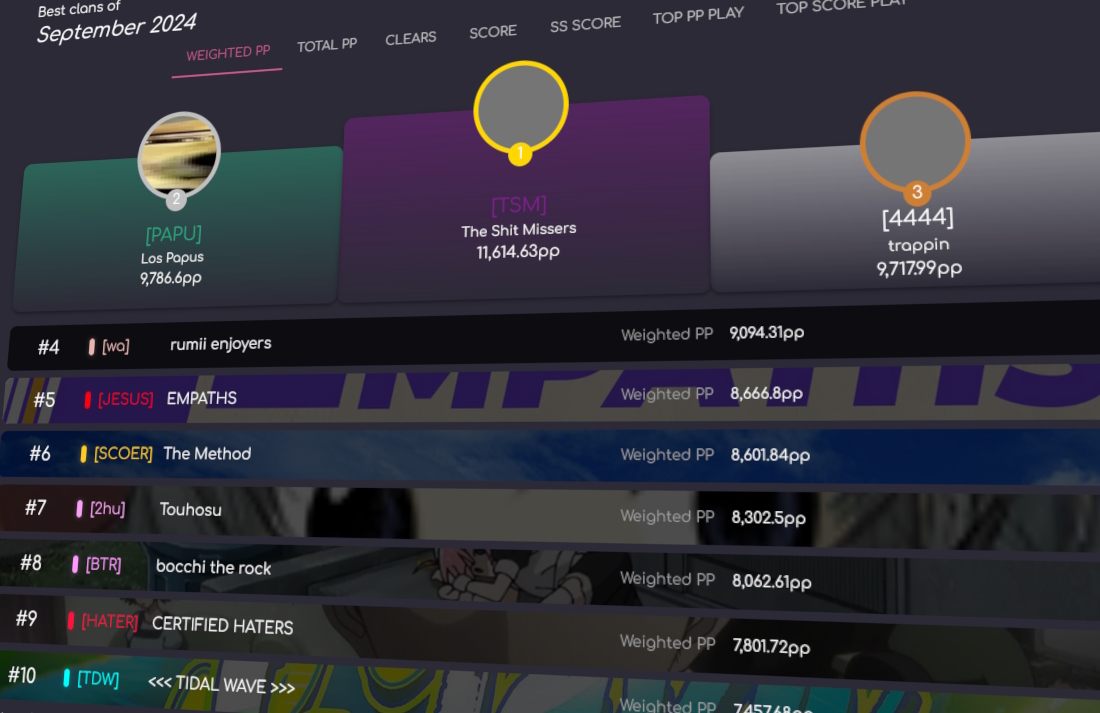 Best clans of
September 2024
WEIGHTED PP TOTAL PP CLEARS SCORE SS SCORE TOP PP PLAY TOP SCORE PLAY
2
[PAPU]
Los Papus
9,786.6pp
1
[TSM]
The Shit Missers
11,614.63pp
3
[4444]
trappin
9,717.99pp
#4 [wa] rumii enjoyers Weighted PP 9,094.31pp
#5 [JESUS] EMPATHS Weighted PP 8,666.8pp
EMPATHS
#6 [SCOER] The Method Weighted PP 8,601.84pp
#7 [2hu] Touhosu Weighted PP 8,302.5pp
#8 [BTR] bocchi the rock Weighted PP 8,062.61pp
#9 [HATER] CERTIFIED HATERS Weighted PP 7,801.72pp
#10 [TDW] <<< TIDAL WAVE >>> Weighted PP 7,457.68pp